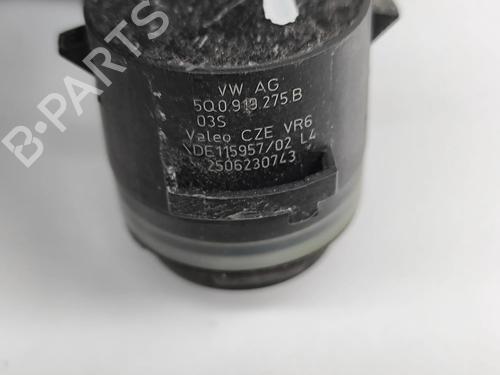 B-PARTS
VW AG
5Q0.919.275.B
03S
Valeo CZE VR6
DE115957/02 L4
2506230743